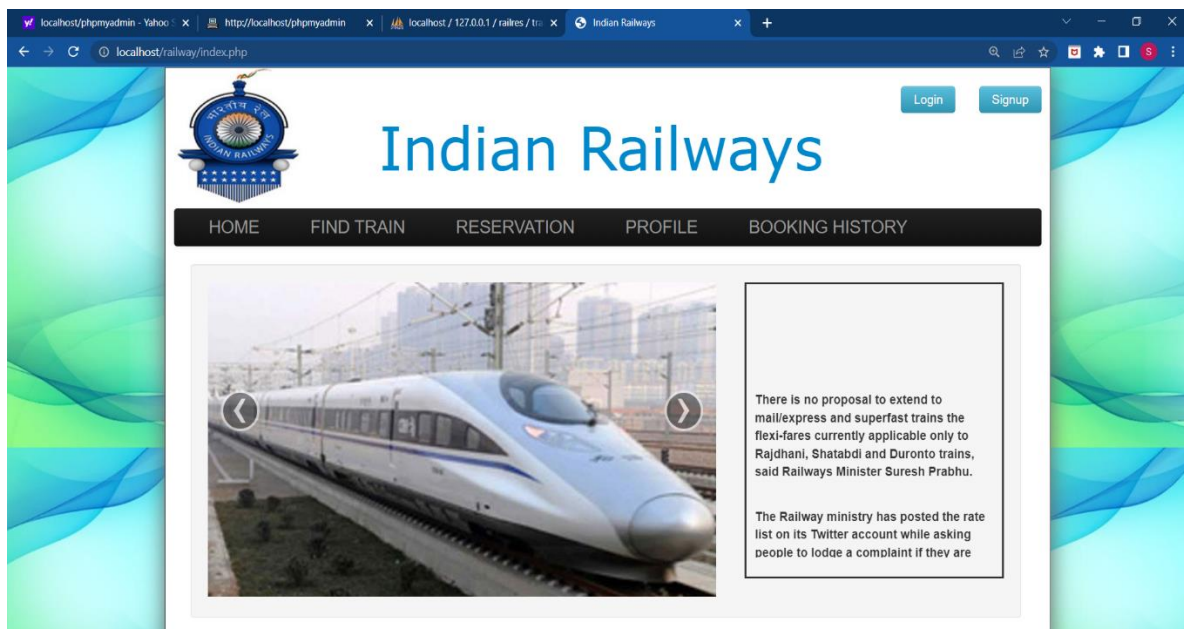 localhost/phpmyadmin - Yahoo S
http://localhost/phpmyadmin
localhost / 127.0.0.1 / railres / tra
Indian Railways
localhost/railway/index.php
S
Login
Signup
भारतीय रेल
INDIAN RAILWAYS
Indian Railways
HOME
FIND TRAIN
RESERVATION
PROFILE
BOOKING HISTORY
There is no proposal to extend to
mail/express and superfast trains the
flexi-fares currently applicable only to
Rajdhani, Shatabdi and Duronto trains,
said Railways Minister Suresh Prabhu.
The Railway ministry has posted the rate
list on its Twitter account while asking
people to lodge a complaint if they are